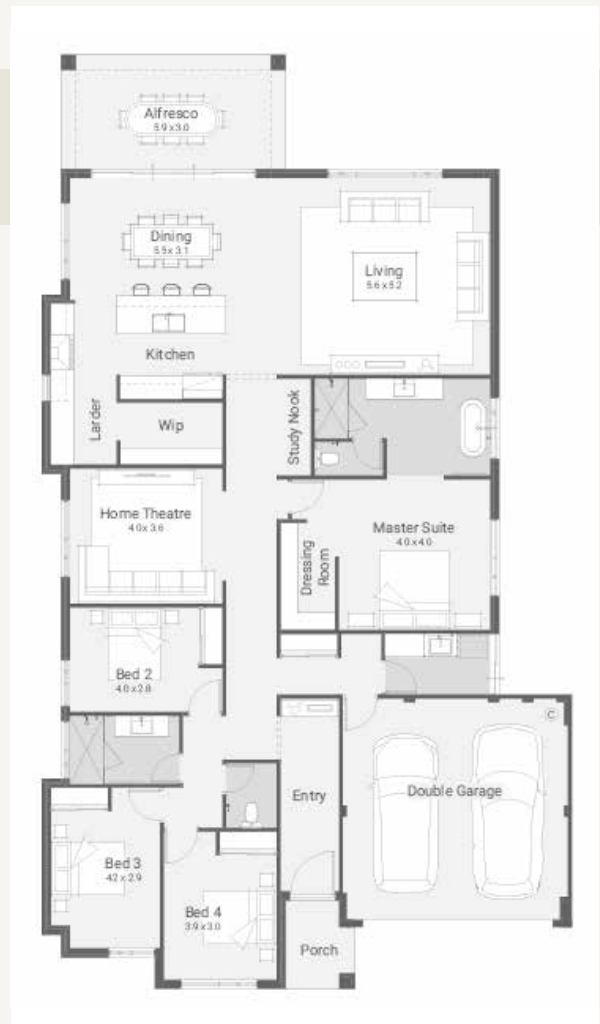 Alfresco
5.9 x 3.0
Dining
5.5 x 3.1
Living
5.6 x 5.2
Kitchen
Larder
Wip
Study Nook
Home Theatre
4.0 x 3.6
Master Suite
4.0 x 4.0
Dressing
Room
Bed 2
4.0 x 2.8
Entry
Double Garage
C
Bed 3
4.2 x 2.9
Bed 4
3.9 x 3.0
Porch